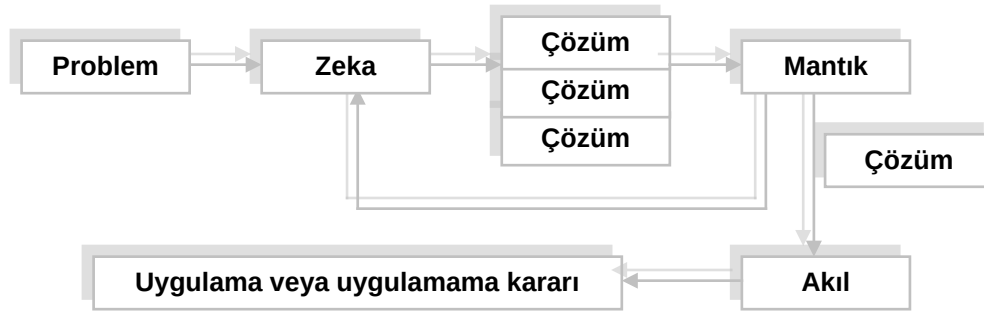 Problem
Zeka
Çözüm
Çözüm
Çözüm
Mantık
Çözüm
Uygulama veya uygulamama kararı
Akıl